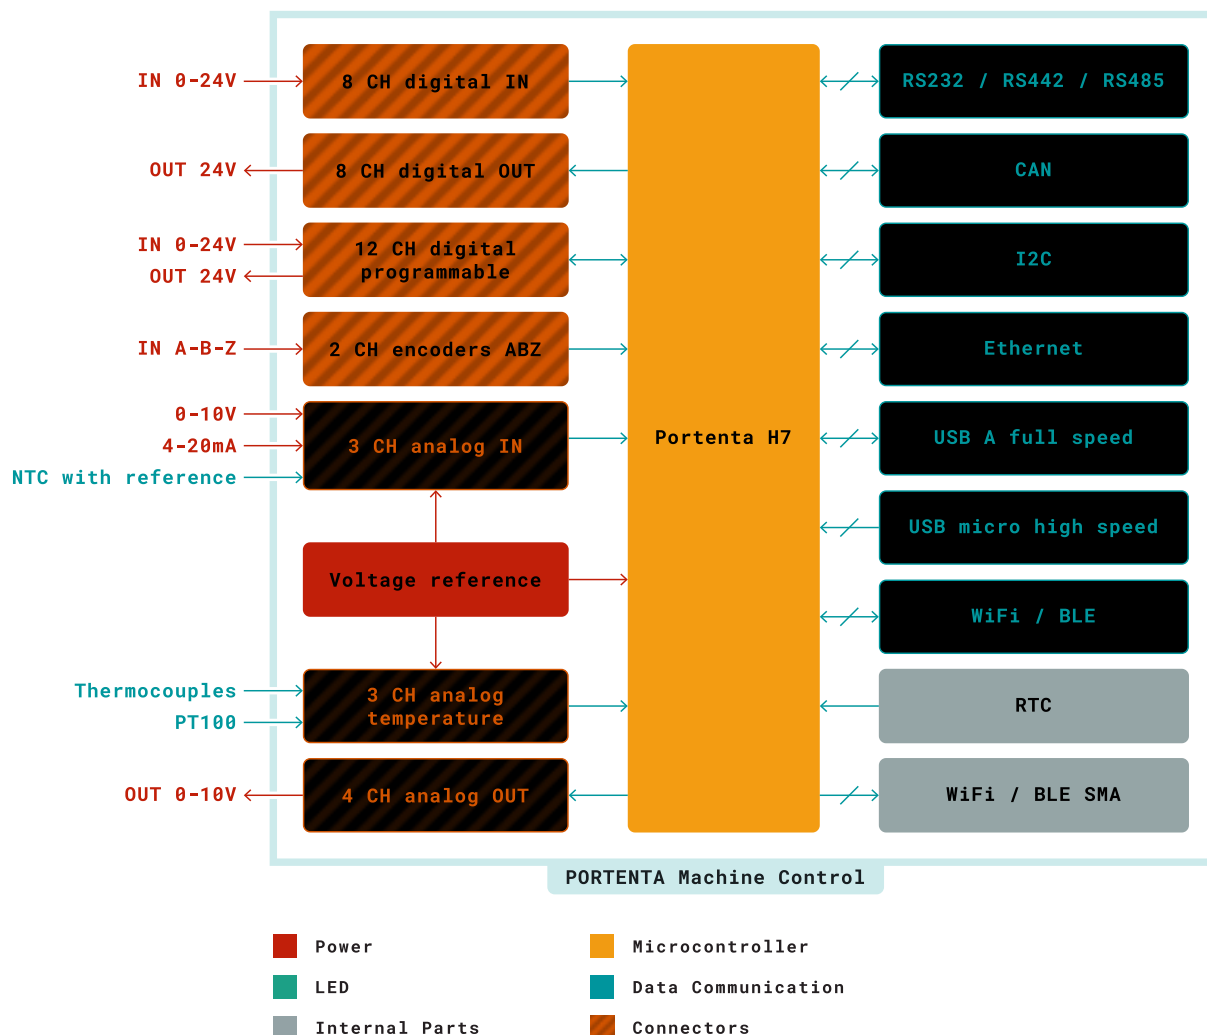 IN 0-24V
8 CH digital IN
RS232 / RS442 / RS485
OUT 24V
8 CH digital OUT
CAN
IN 0-24V
OUT 24V
12 CH digital
programmable
I2C
IN A-B-Z
2 CH encoders ABZ
Ethernet
0-10V
4-20mA
NTC with reference
3 CH analog IN
Portenta H7
USB A full speed
USB micro high speed
Voltage reference
WiFi / BLE
Thermocouples
PT100
3 CH analog
temperature
RTC
OUT 0-10V
4 CH analog OUT
WiFi / BLE SMA
PORTENTA Machine Control
Power
Microcontroller
LED
Data Communication
Internal Parts
Connectors